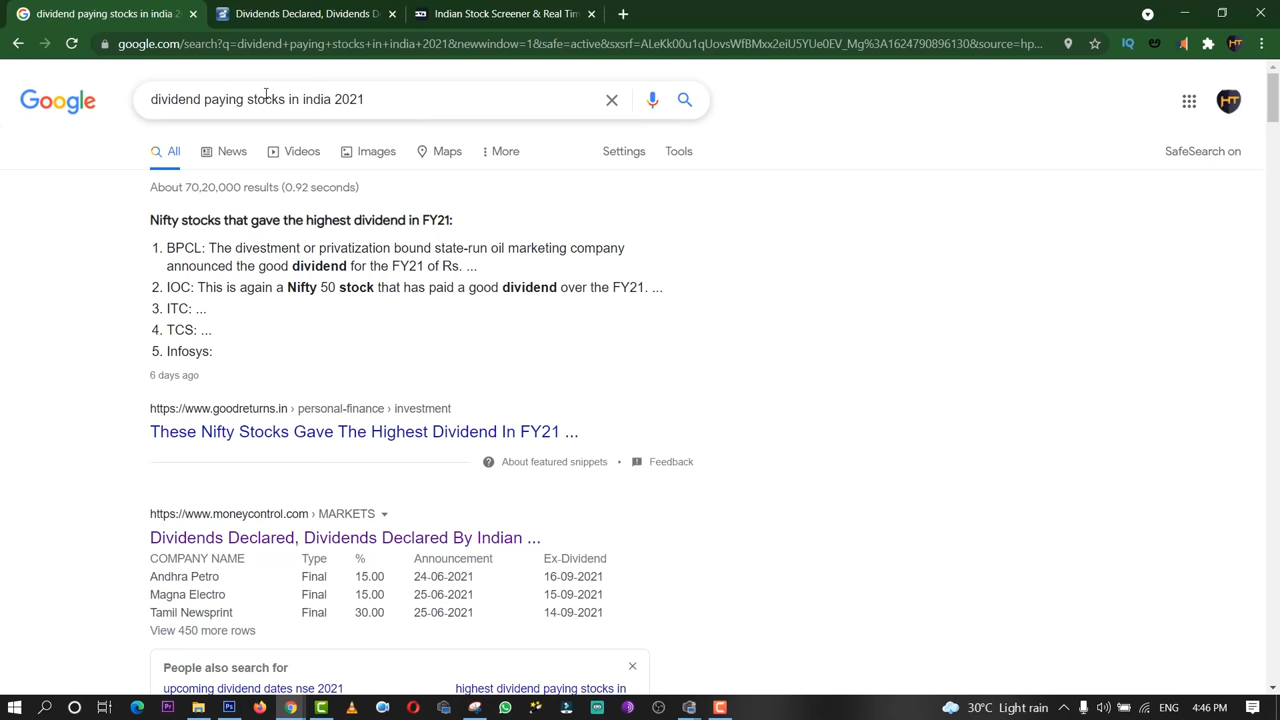 dividend paying stocks in india 2
Dividends Declared, Dividends De
Indian Stock Screener & Real Tim
google.com/search?q=dividend+paying+stocks+in+india+2021&newwindow=1&safe=active&sxsrf=ALeKk00u1qUovsWfBMxx2eiU5YUe0EV_Mg%3A1624790896130&source=hp...
Google
dividend paying stocks in india 2021
HT
All
News
Videos
Images
Maps
More
Settings
Tools
SafeSearch on
About 70,20,000 results (0.92 seconds)
Nifty stocks that gave the highest dividend in FY21:
1. BPCL: The divestment or privatization bound state-run oil marketing company
announced the good dividend for the FY21 of Rs. ...
2. IOC: This is again a Nifty 50 stock that has paid a good dividend over the FY21. ...
3. ITC: ...
4. TCS: ...
5. Infosys:
6 days ago
https://www.goodreturns.in › personal-finance › investment
These Nifty Stocks Gave The Highest Dividend In FY21 ...
About featured snippets • Feedback
https://www.moneycontrol.com › MARKETS
Dividends Declared, Dividends Declared By Indian ...
COMPANY NAME Type % Announcement Ex-Dividend
Andhra Petro Final 15.00 24-06-2021 16-09-2021
Magna Electro Final 15.00 25-06-2021 15-09-2021
Tamil Newsprint Final 30.00 25-06-2021 14-09-2021
View 450 more rows
People also search for
upcoming dividend dates nse 2021
highest dividend paying stocks in
30°C Light rain
ENG
4:46 PM